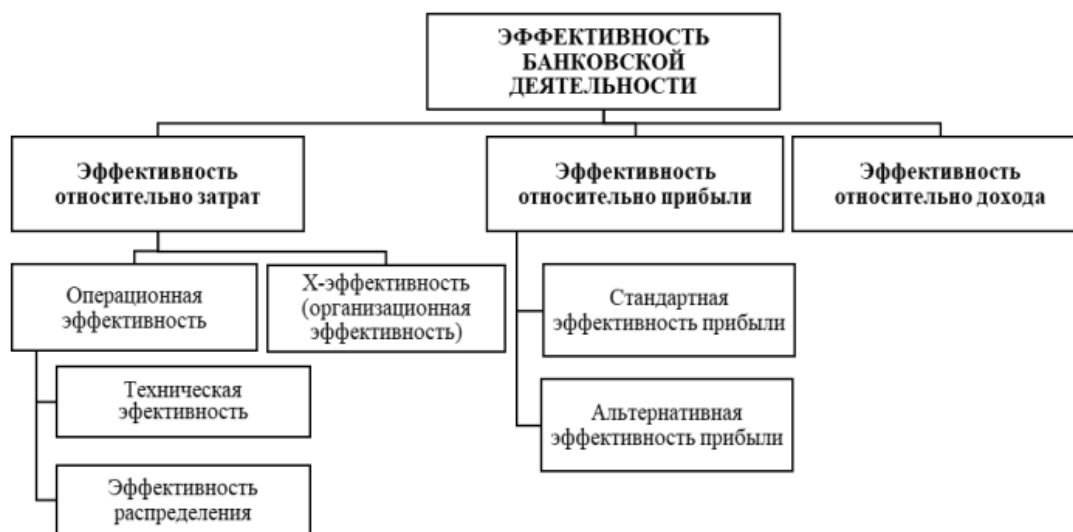 ЭФФЕКТИВНОСТЬ
БАНКОВСКОЙ
ДЕЯТЕЛЬНОСТИ
Эффективность
относительно затрат
Эффективность
относительно прибыли
Эффективность
относительно дохода
Операционная
эффективность
Х-эффективность
(организационная
эффективность)
Стандартная
эффективность прибыли
Техническая
эфективность
Альтернативная
эффективность прибыли
Эффективность
распределения